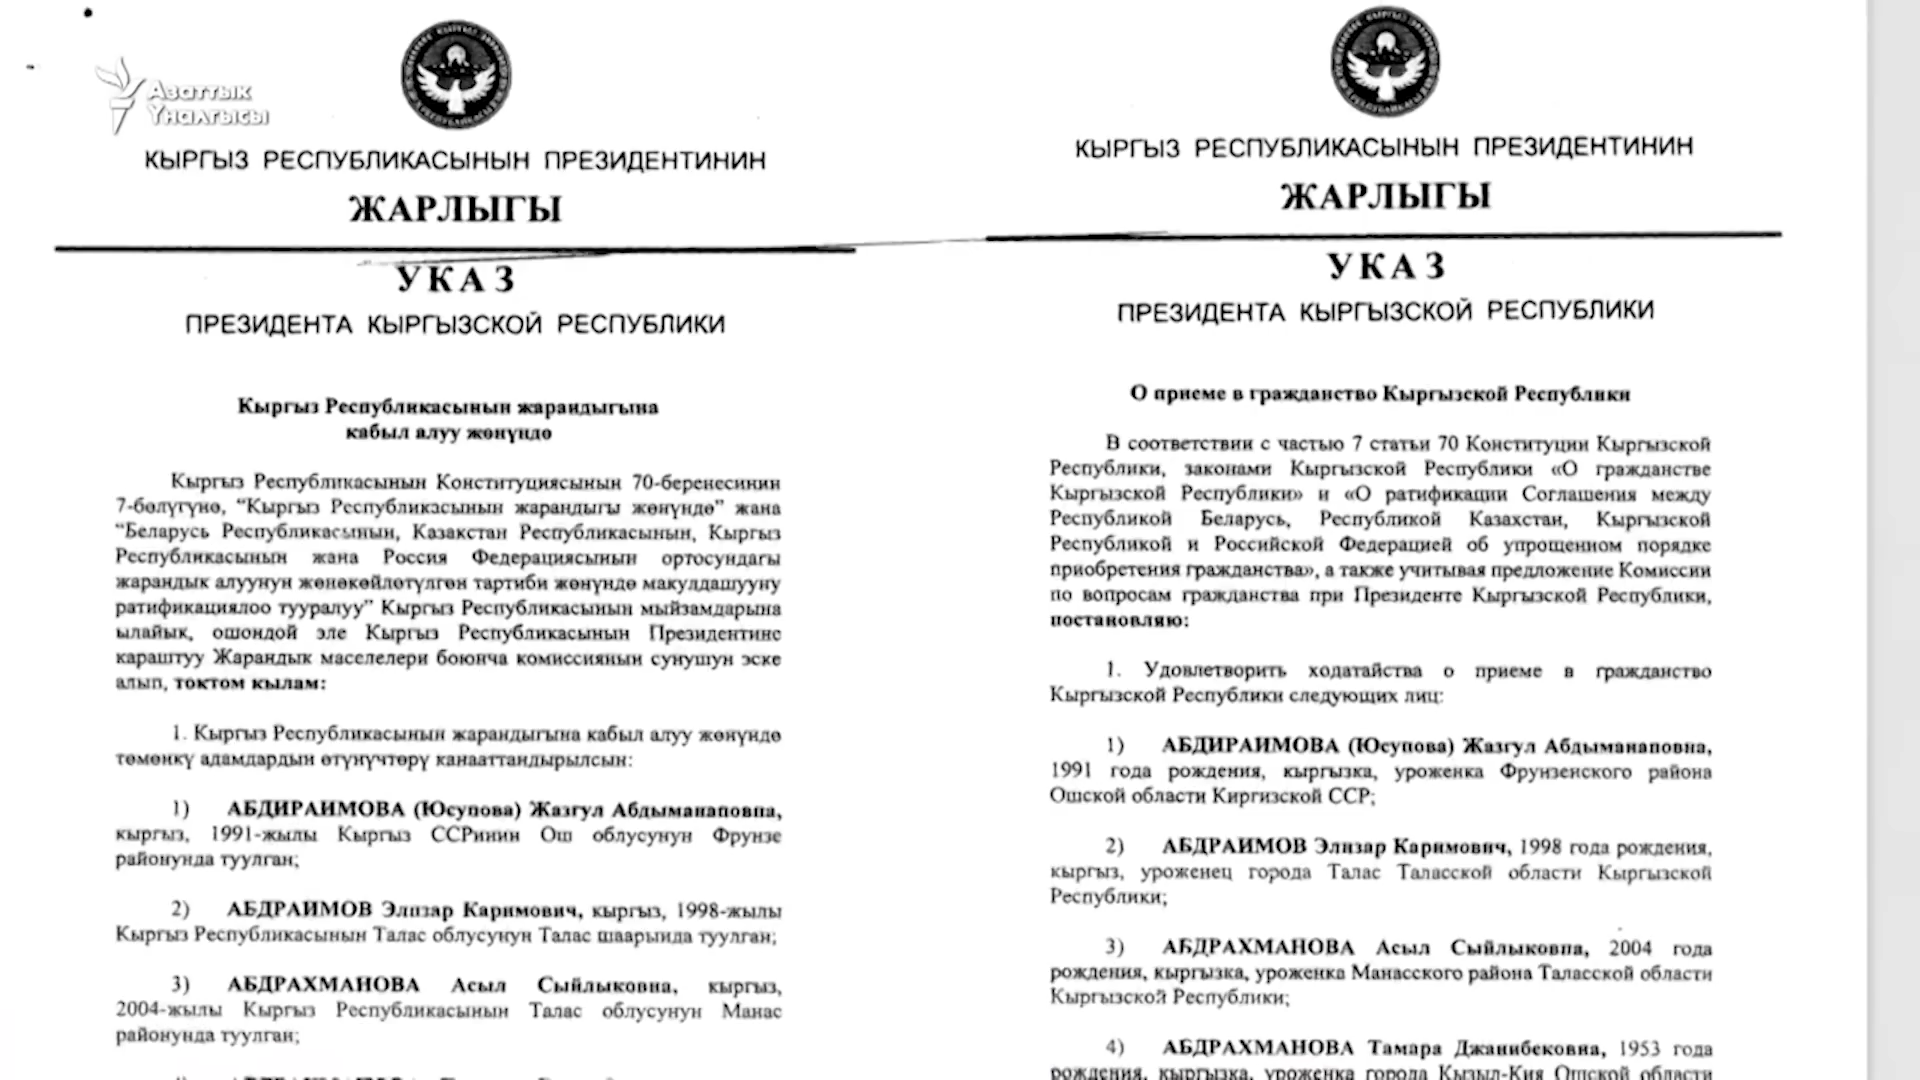 Азаттык
Үналгысы
КЫРГЫЗ РЕСПУБЛИКАСЫНЫН ПРЕЗИДЕНТИНИН
ЖАРЛЫГЫ
УКАЗ
ПРЕЗИДЕНТА КЫРГЫЗСКОЙ РЕСПУБЛИКИ
Кыргыз Республикасынын жарандыгына
кабыл алуу жөнүндө
Кыргыз Республикасынын Конституциясынын 70-беренесинин
7-бөлүгүнө, “Кыргыз Республикасынын жарандыгы жөнүндө” жана
“Беларусь Республикасынын, Казакстан Республикасынын, Кыргыз
Республикасынын жана Россия Федерациясынын ортосундагы
жарандык алуунун жөнөкөйлөтүлгөн тартиби жөнүндө макулдашууну
ратификациялоо тууралуу” Кыргыз Республикасынын мыйзамдарына
ылайык, ошондой эле Кыргыз Республикасынын Президентине
караштуу Жарандык маселелери боюнча комиссиянын сунушун эске
алып, токтом кылам:
1. Кыргыз Республикасынын жарандыгына кабыл алуу жөнүндө
төмөнкү адамдардын өтүнүчтөрү канааттандырылсын:
1) АБДИРАИМОВА (Юсупова) Жазгул Абдыманаповна,
кыргыз, 1991-жылы Кыргыз ССРинин Ош облусунун Фрунзе
районунда туулган;
2) АБДРАИМОВ Элизар Каримович, кыргыз, 1998-жылы
Кыргыз Республикасынын Талас облусунун Талас шаарында туулган;
3) АБДРАХМАНОВА Асыл Сыйлыковна, кыргыз,
2004-жылы Кыргыз Республикасынын Талас облусунун Манас
районунда туулган;
КЫРГЫЗ РЕСПУБЛИКАСЫНЫН ПРЕЗИДЕНТИНИН
ЖАРЛЫГЫ
УКАЗ
ПРЕЗИДЕНТА КЫРГЫЗСКОЙ РЕСПУБЛИКИ
О приеме в гражданство Кыргызской Республики
В соответствии с частью 7 статьи 70 Конституции Кыргызской
Республики, законами Кыргызской Республики «О гражданстве
Кыргызской Республики» и «О ратификации Соглашения между
Республикой Беларусь, Республикой Казахстан, Кыргызской
Республикой и Российской Федерацией об упрощенном порядке
приобретения гражданства», а также учитывая предложение Комиссии
по вопросам гражданства при Президенте Кыргызской Республики,
постановляю:
1. Удовлетворить ходатайства о приеме в гражданство
Кыргызской Республики следующих лиц:
1) АБДИРАИМОВА (Юсупова) Жазгул Абдыманаповна,
1991 года рождения, кыргызка, уроженка Фрунзенского района
Ошской области Киргизской ССР;
2) АБДРАИМОВ Элизар Каримович, 1998 года рождения,
кыргыз, уроженец города Талас Таласской области Кыргызской
Республики;
3) АБДРАХМАНОВА Асыл Сыйлыковна, 2004 года
рождения, кыргызка, уроженка Манасского района Таласской области
Кыргызской Республики;
4) АБДРАХМАНОВА Тамара Джанибековна, 1953 года
рождения, кыргызка, уроженка города Кызыл-Кия Ошской области